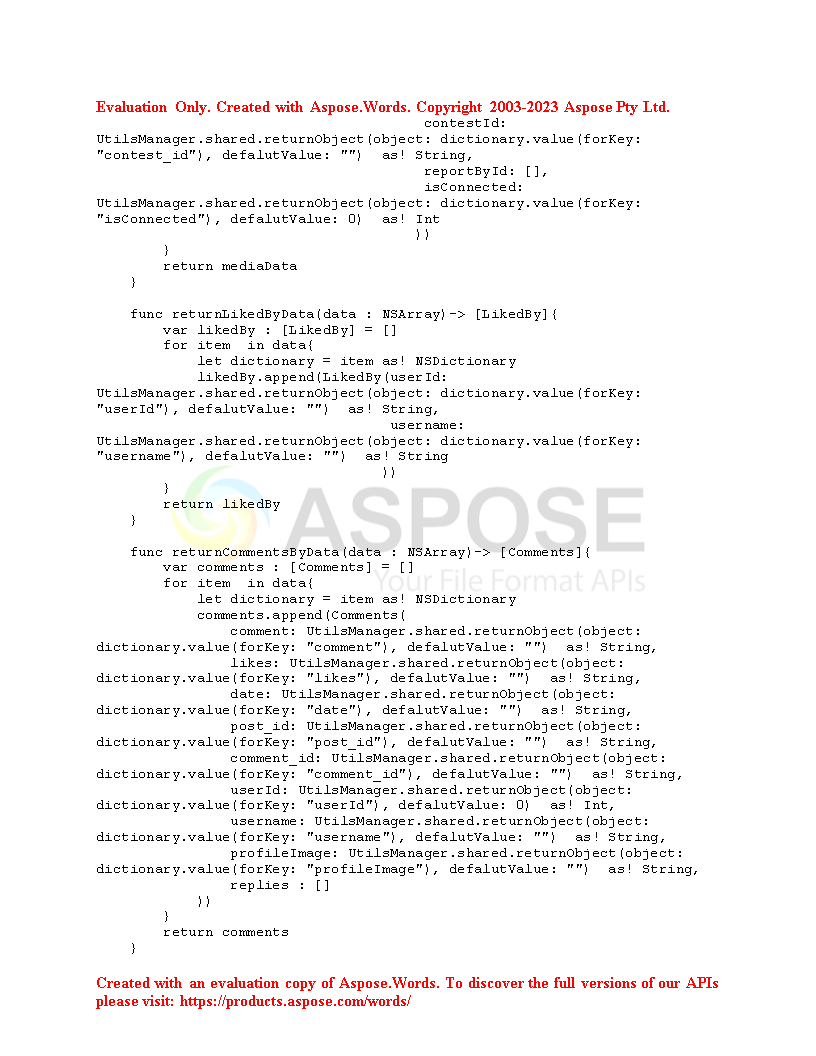 Evaluation Only. Created with Aspose.Words. Copyright 2003-2023 Aspose Pty Ltd.
                                       contestId:
UtilsManager.shared.returnObject(object: dictionary.value(forKey:
"contest_id"), defalutValue: "")  as! String,
                                       reportById: [],
                                       isConnected:
UtilsManager.shared.returnObject(object: dictionary.value(forKey:
"isConnected"), defalutValue: 0)  as! Int
                                      ))
        }
        return mediaData
    }

    func returnLikedByData(data : NSArray)-> [LikedBy]{
        var likedBy : [LikedBy] = []
        for item  in data{
            let dictionary = item as! NSDictionary
            likedBy.append(LikedBy(userId:
UtilsManager.shared.returnObject(object: dictionary.value(forKey:
"userId"), defalutValue: "")  as! String,
                                   username:
UtilsManager.shared.returnObject(object: dictionary.value(forKey:
"username"), defalutValue: "")  as! String
                                  ))
        }
        return likedBy
    }
ASPOSE
Your File Format APIs

    func returnCommentsByData(data : NSArray)-> [Comments]{
        var comments : [Comments] = []
        for item  in data{
            let dictionary = item as! NSDictionary
            comments.append(Comments(
                comment: UtilsManager.shared.returnObject(object:
dictionary.value(forKey: "comment"), defalutValue: "")  as! String,
                likes: UtilsManager.shared.returnObject(object:
dictionary.value(forKey: "likes"), defalutValue: "")  as! String,
                date: UtilsManager.shared.returnObject(object:
dictionary.value(forKey: "date"), defalutValue: "")  as! String,
                post_id: UtilsManager.shared.returnObject(object:
dictionary.value(forKey: "post_id"), defalutValue: "")  as! String,
                comment_id: UtilsManager.shared.returnObject(object:
dictionary.value(forKey: "comment_id"), defalutValue: "")  as! String,
                userId: UtilsManager.shared.returnObject(object:
dictionary.value(forKey: "userId"), defalutValue: 0)  as! Int,
                username: UtilsManager.shared.returnObject(object:
dictionary.value(forKey: "username"), defalutValue: "")  as! String,
                profileImage: UtilsManager.shared.returnObject(object:
dictionary.value(forKey: "profileImage"), defalutValue: "")  as! String,
                replies : []
            ))
        }
        return comments
    }

Created with an evaluation copy of Aspose.Words. To discover the full versions of our APIs
please visit: https://products.aspose.com/words/